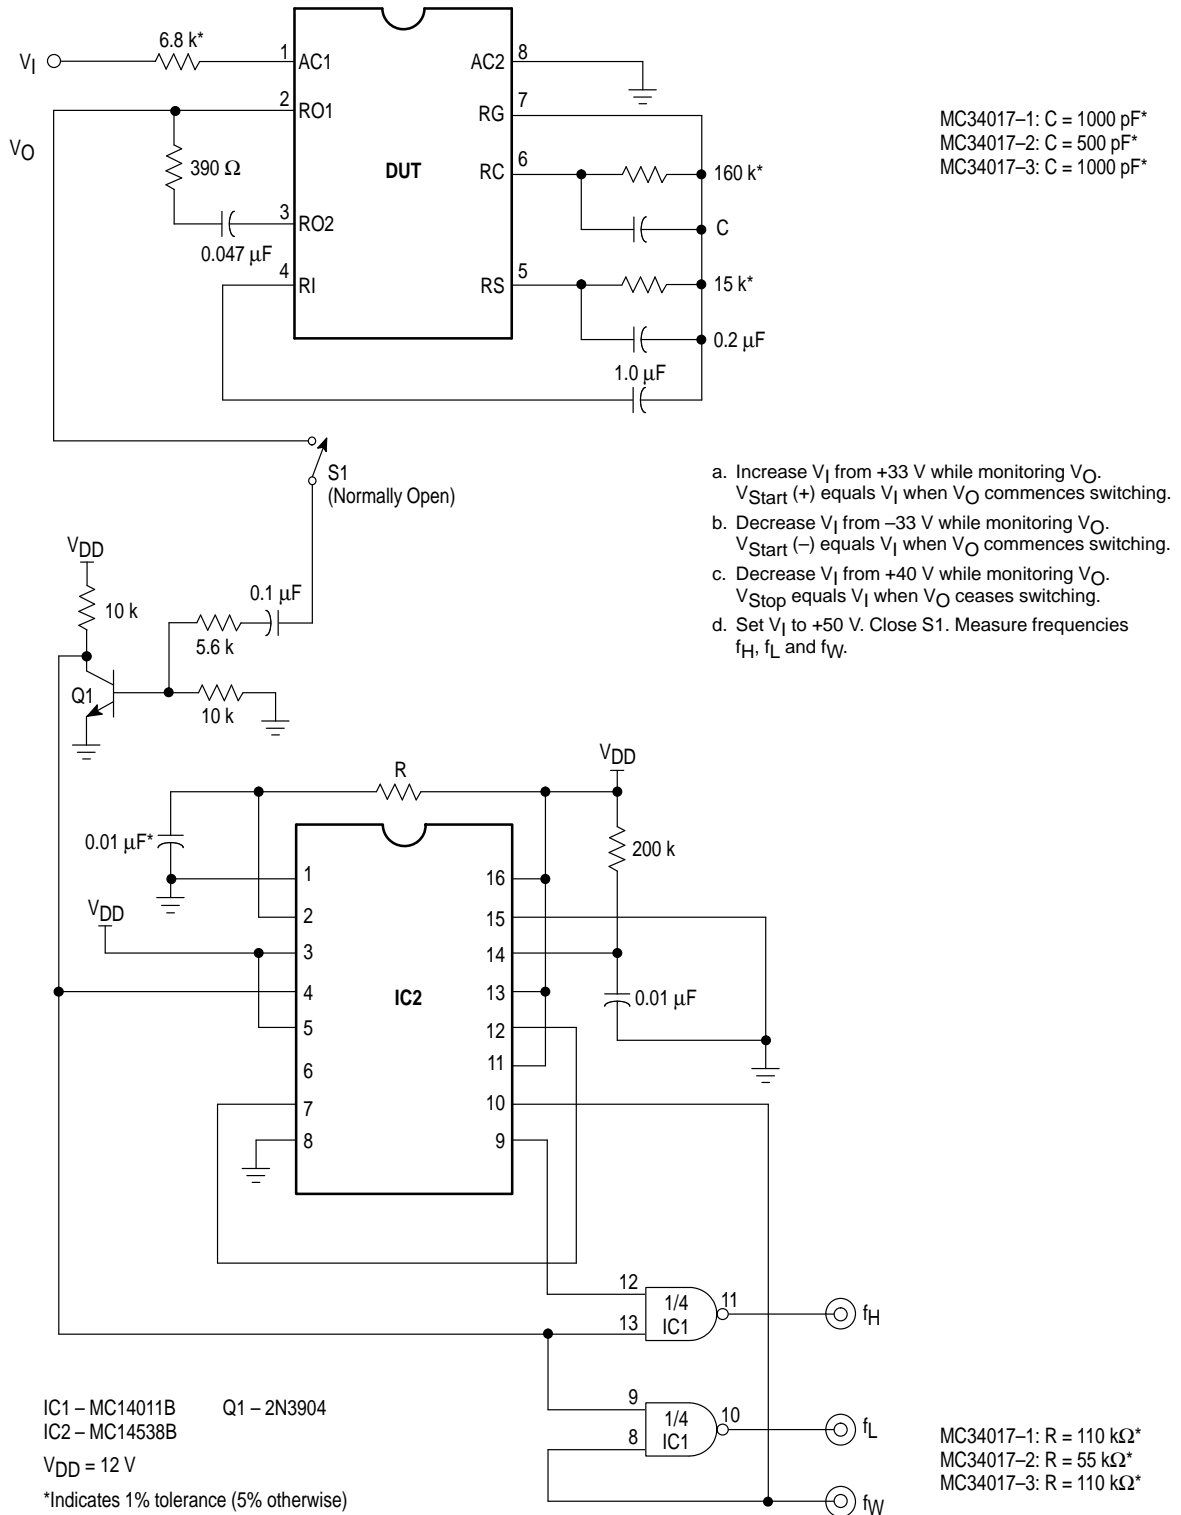 6.8 k*
VI
1
AC1
AC2
8
2
RO1
RG
7
VO
390 Ω
DUT
RC
6
160 k*
3
RO2
0.047 μF
C
4
RI
RS
5
15 k*
0.2 μF
1.0 μF
MC34017–1: C = 1000 pF*
MC34017–2: C = 500 pF*
MC34017–3: C = 1000 pF*
S1
(Normally Open)
a. Increase VI from +33 V while monitoring VO.
VStart (+) equals VI when VO commences switching.
b. Decrease VI from –33 V while monitoring VO.
VStart (–) equals VI when VO commences switching.
c. Decrease VI from +40 V while monitoring VO.
VStop equals VI when VO ceases switching.
d. Set VI to +50 V. Close S1. Measure frequencies
fH, fL and fW.
VDD
10 k
0.1 μF
5.6 k
Q1
10 k
R
VDD
0.01 μF*
200 k
VDD
1
2
3
4
5
6
7
8
IC2
16
15
14
13
12
11
10
9
0.01 μF
12
13
1/4
IC1
11
fH
9
8
1/4
IC1
10
fL
fW
IC1 – MC14011B Q1 – 2N3904
IC2 – MC14538B
VDD = 12 V
*Indicates 1% tolerance (5% otherwise)
MC34017–1: R = 110 kΩ*
MC34017–2: R = 55 kΩ*
MC34017–3: R = 110 kΩ*